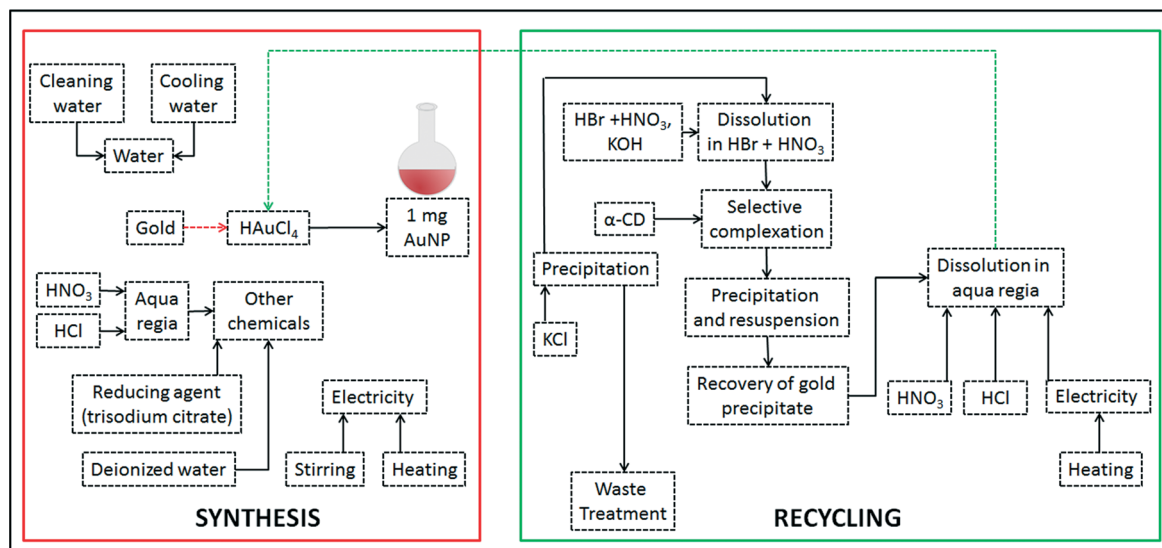 Cleaning
water
Cooling
water
Water
Gold
HAuCl₄
1 mg
AuNP
HNO₃
HCl
Aqua
regia
Other
chemicals
Reducing agent
(trisodium citrate)
Electricity
Deionized water
Stirring
Heating
SYNTHESIS
HBr +HNO₃,
KOH
Dissolution
in HBr + HNO₃
α-CD
Selective
complexation
Precipitation
KCl
Precipitation
and resuspension
Recovery of gold
precipitate
Dissolution in
aqua regia
HNO₃
HCl
Electricity
Heating
Waste
Treatment
RECYCLING